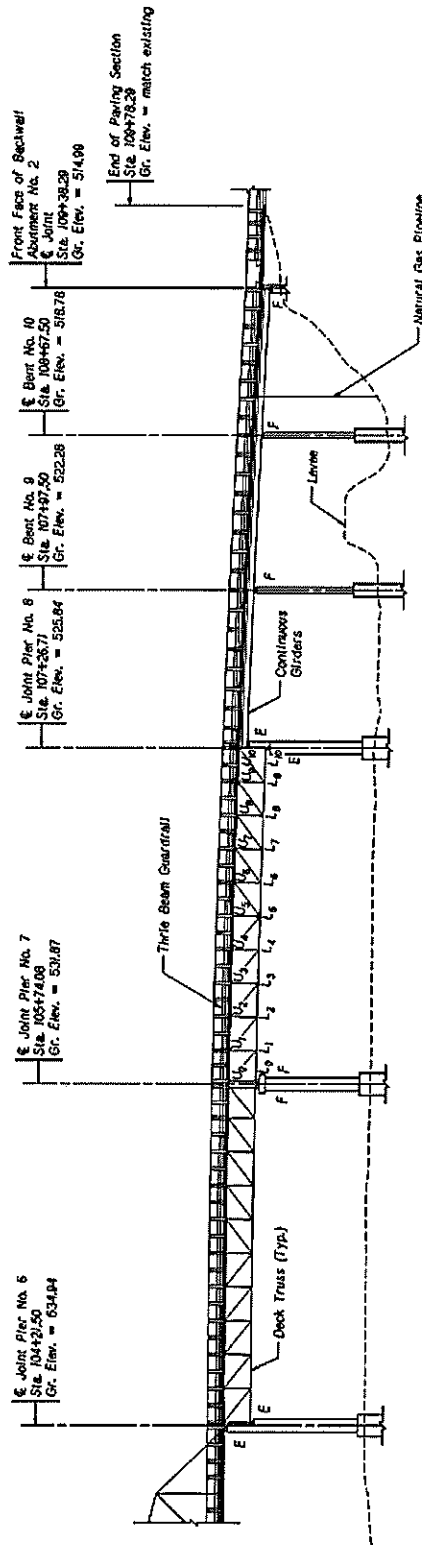 ℄ Joint Pier No. 6
Sta. 104+21.50
Gr. Elev. = 534.94
℄ Joint Pier No. 7
Sta. 105+74.08
Gr. Elev. = 531.87
℄ Joint Pier No. 8
Sta. 107+26.71
Gr. Elev. = 525.84
℄ Bent No. 9
Sta. 107+97.50
Gr. Elev. = 522.28
℄ Bent No. 10
Sta. 108+67.50
Gr. Elev. = 518.78
Front Face of Backwall
Abutment No. 2
℄ Joint
Sta. 109+38.29
Gr. Elev. = 514.99
End of Paving Section
Sta. 109+78.29
Gr. Elev. = match existing
Thrie Beam Guardrail
U0 U1 U2 U3 U4 U5 U6 U7 U8 U9 U10
L0 L1 L2 L3 L4 L5 L6 L7 L8 L9 L10
Deck Truss (Typ.)
Continuous
Girders
Levee
Natural Gas Pipeline
E
E
F
F
E
E
F
F
F